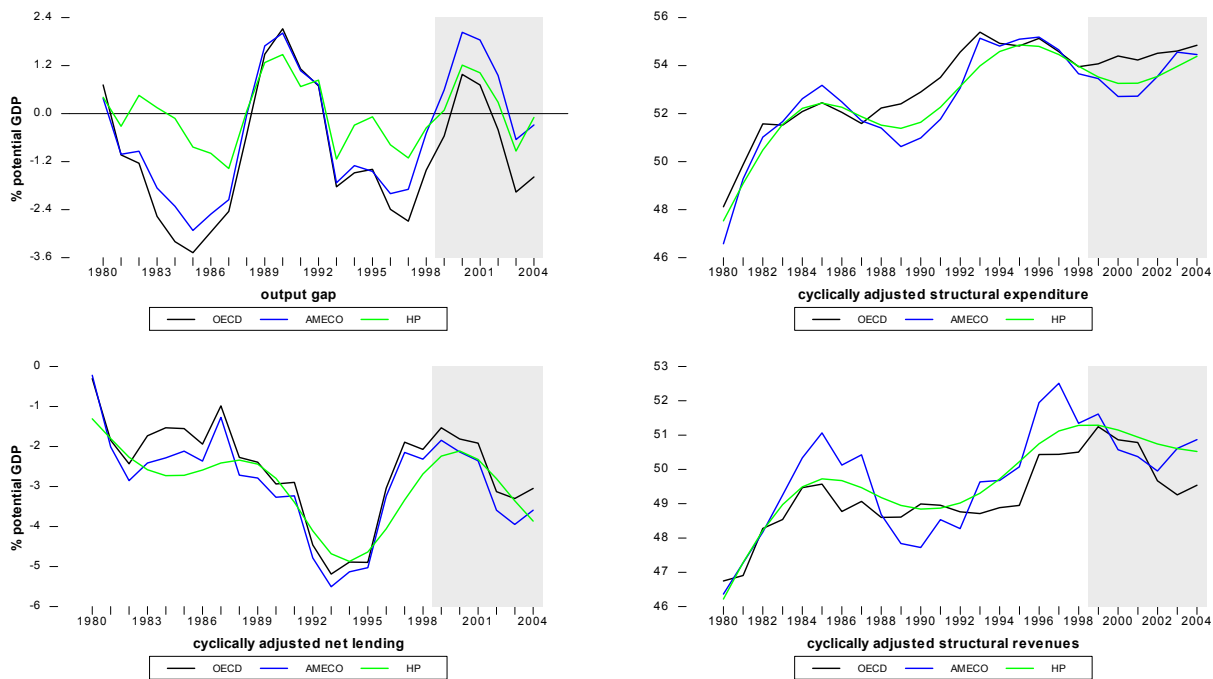 % potential GDP
2.4
1.2
0.0
-1.2
-2.4
-3.6
1980 1983 1986 1989 1992 1995 1998 2001 2004
output gap
OECD AMECO HP
56
54
52
50
48
46
1980 1982 1984 1986 1988 1990 1992 1994 1996 1998 2000 2002 2004
cyclically adjusted structural expenditure
OECD AMECO HP
% potential GDP
0
-1
-2
-3
-4
-5
-6
1980 1983 1986 1989 1992 1995 1998 2001 2004
cyclically adjusted net lending
OECD AMECO HP
53
52
51
50
49
48
47
46
1980 1982 1984 1986 1988 1990 1992 1994 1996 1998 2000 2002 2004
cyclically adjusted structural revenues
OECD AMECO HP